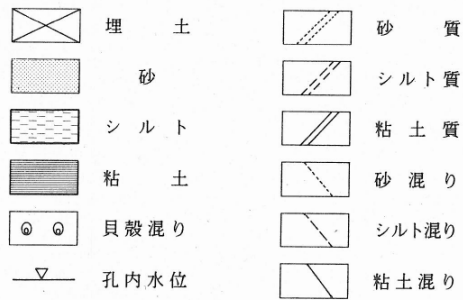 埋土
砂
シルト
粘土
貝殻混り
孔内水位
砂質
シルト質
粘土質
砂混り
シルト混り
粘土混り